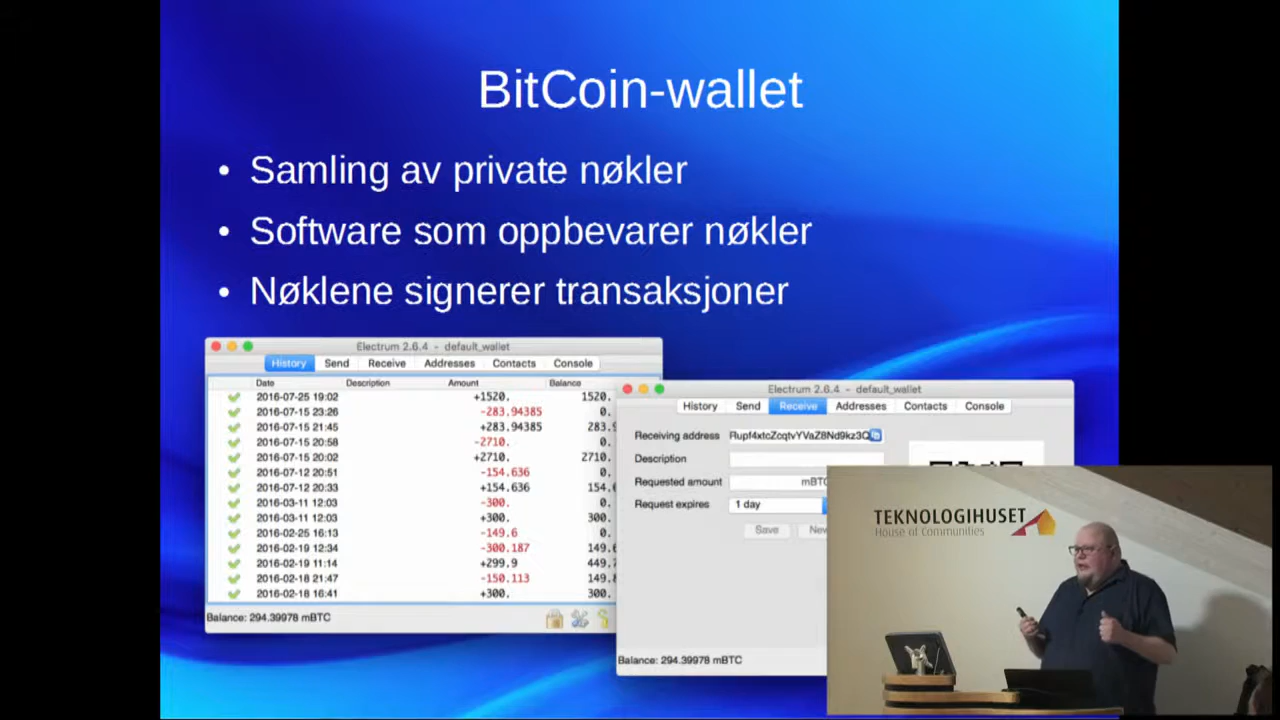 BitCoin-wallet
• Samling av private nøkler
• Software som oppbevarer nøkler
• Nøklene signerer transaksjoner
Electrum 2.6.4 - default_wallet
History Send Receive Addresses Contacts Console
Date Description Amount Balance
2016-07-25 19:02 +1520. 1520.
2016-07-15 23:26 -283.94385 0.
2016-07-15 21:45 +283.94385 283.9
2016-07-15 20:58 -2710. 0.
2016-07-15 20:02 +2710. 2710.
2016-07-12 20:51 -154.636 0.
2016-07-12 20:33 +154.636 154.6
2016-03-11 12:03 -300. 0.
2016-03-11 12:03 +300. 300.
2016-02-25 16:13 -149.6 0.
2016-02-19 12:34 -300.187 149.6
2016-02-19 11:14 +299.9 449.7
2016-02-18 21:47 -150.113 149.8
2016-02-18 16:41 +300. 300.
Balance: 294.39978 mBTC
Electrum 2.6.4 - default_wallet
History Send Receive Addresses Contacts Console
Receiving address Rupf4xtcZcqtvYVaZ8Nd9kz3Q
Description
Requested amount mBTC
Request expires 1 day
Save New
Balance: 294.39978 mBTC
TEKNOLOGIHUSET
House of Communities